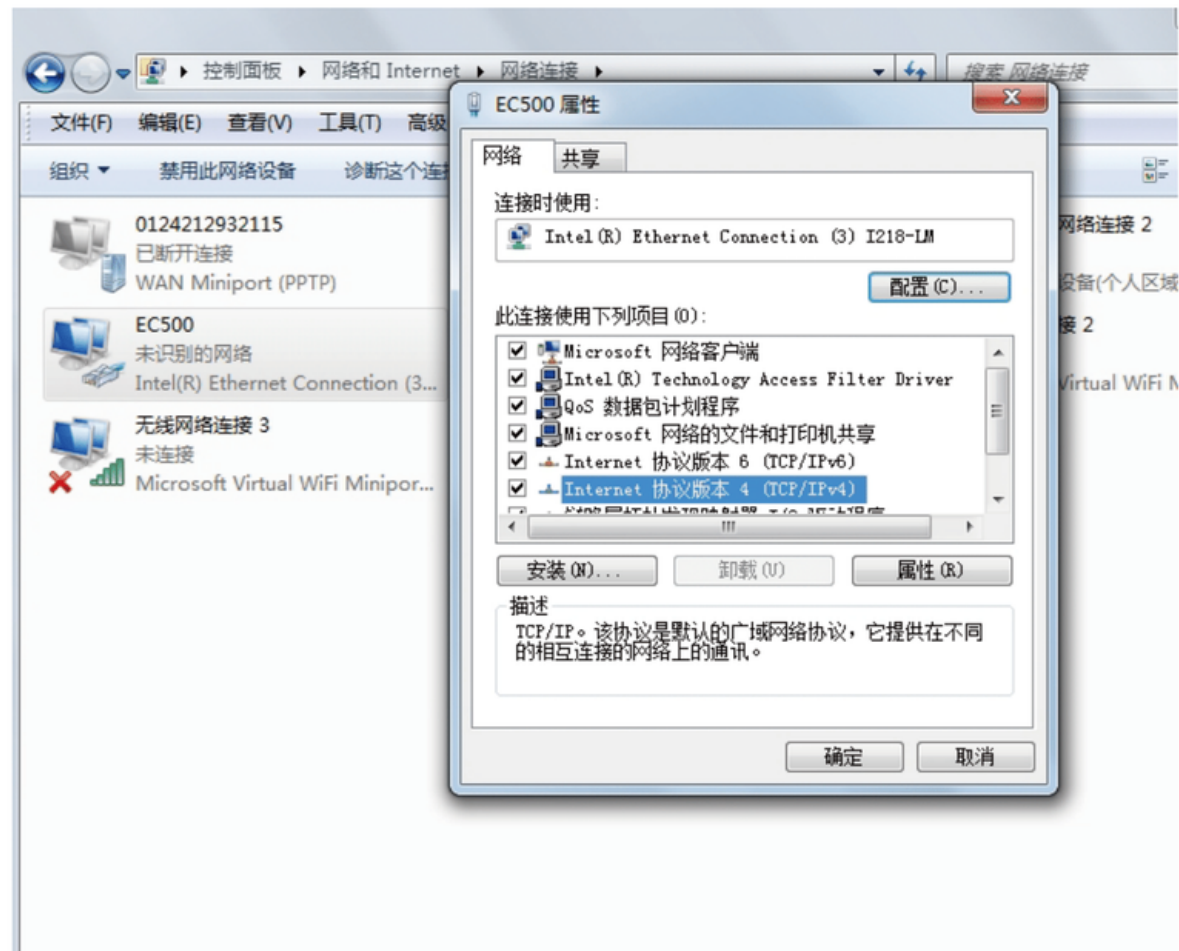 控制面板 ▸ 网络和 Internet ▸ 网络连接 ▸
搜索 网络连接
文件(F) 编辑(E) 查看(V) 工具(T) 高级
组织 禁用此网络设备 诊断这个连接
0124212932115
已断开连接
WAN Miniport (PPTP)
EC500
未识别的网络
Intel(R) Ethernet Connection (3...
无线网络连接 3
未连接
Microsoft Virtual WiFi Minipor...
网络连接 2
设备(个人区域
接 2
Virtual WiFi M
EC500 属性
网络 共享
连接时使用:
Intel(R) Ethernet Connection (3) I218-LM
配置(C)...
此连接使用下列项目(O):
Microsoft 网络客户端
Intel(R) Technology Access Filter Driver
QoS 数据包计划程序
Microsoft 网络的文件和打印机共享
Internet 协议版本 6 (TCP/IPv6)
Internet 协议版本 4 (TCP/IPv4)
安装(N)... 卸载(U) 属性(R)
描述
TCP/IP。该协议是默认的广域网络协议，它提供在不同
的相互连接的网络上的通讯。
确定 取消